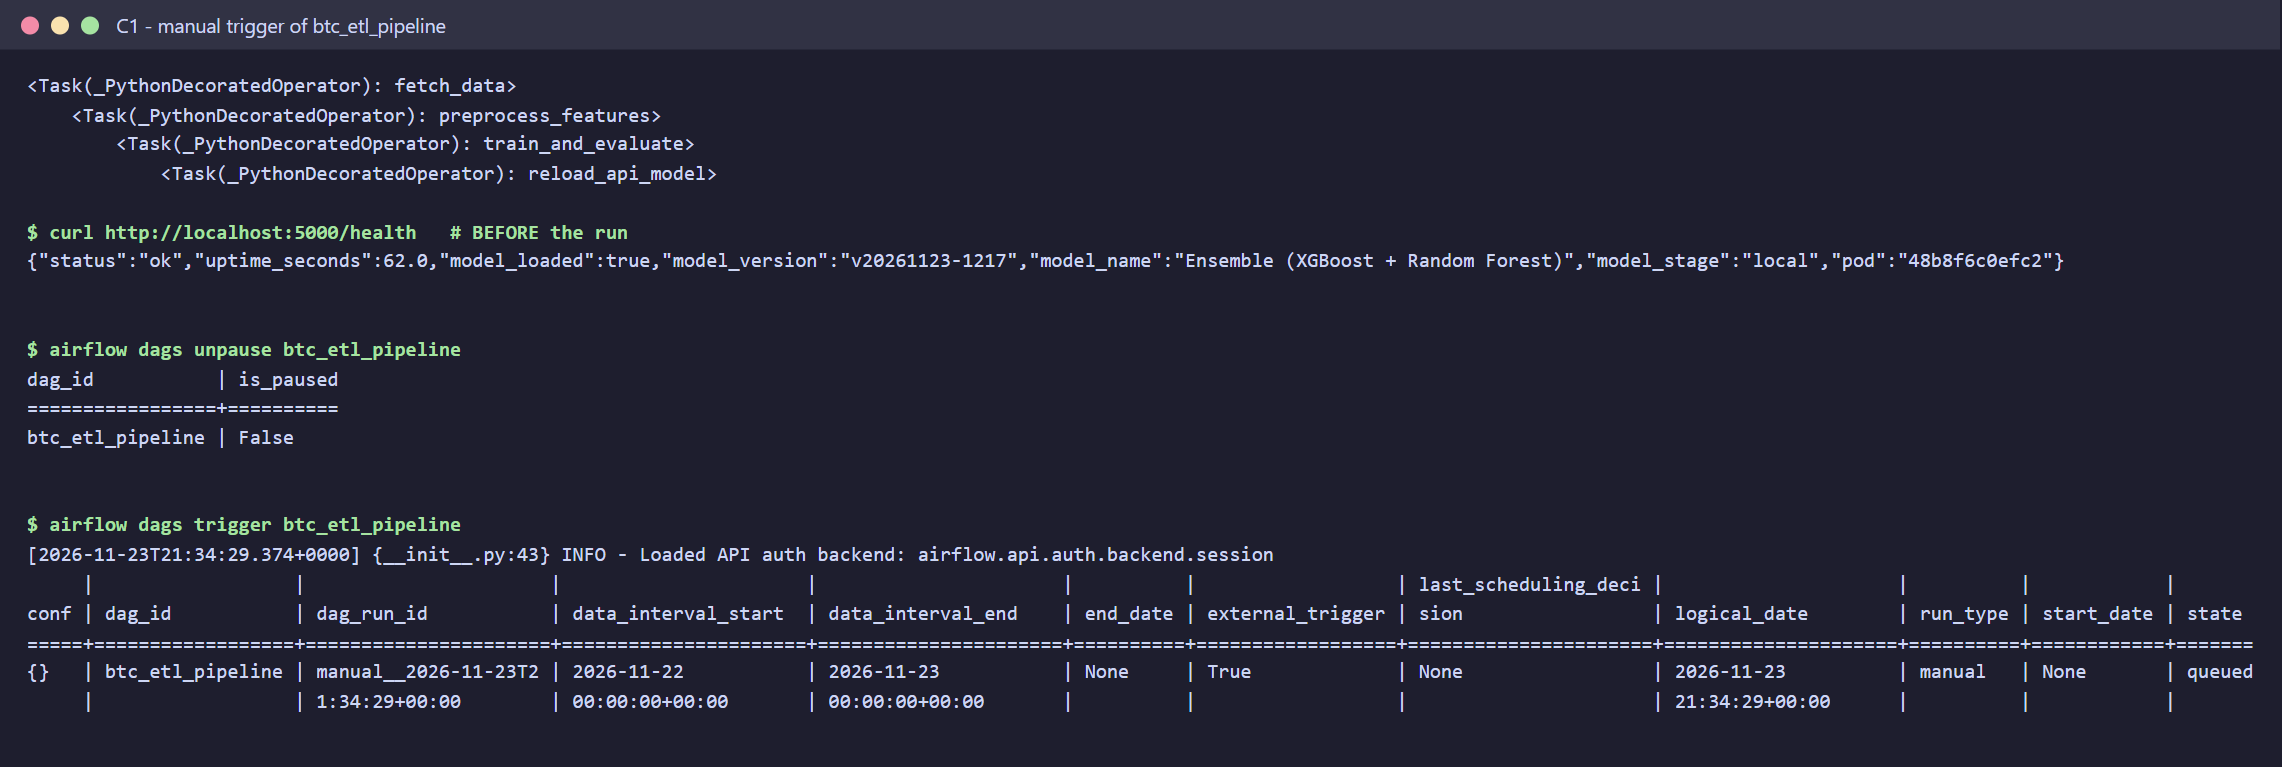 C1 - manual trigger of btc_etl_pipeline
<Task(_PythonDecoratedOperator): fetch_data>
    <Task(_PythonDecoratedOperator): preprocess_features>
        <Task(_PythonDecoratedOperator): train_and_evaluate>
            <Task(_PythonDecoratedOperator): reload_api_model>
$ curl http://localhost:5000/health   # BEFORE the run
{"status":"ok","uptime_seconds":62.0,"model_loaded":true,"model_version":"v20261123-1217","model_name":"Ensemble (XGBoost + Random Forest)","model_stage":"local","pod":"48b8f6c0efc2"}
$ airflow dags unpause btc_etl_pipeline
dag_id           | is_paused
=================+==========
btc_etl_pipeline | False
$ airflow dags trigger btc_etl_pipeline
[2026-11-23T21:34:29.374+0000] {__init__.py:43} INFO - Loaded API auth backend: airflow.api.auth.backend.session
     |                  |                      |                      |                      |          |                  | last_scheduling_deci |                     |          |            |
conf | dag_id           | dag_run_id           | data_interval_start  | data_interval_end    | end_date | external_trigger | sion                 | logical_date        | run_type | start_date | state
=====+==================+======================+======================+======================+==========+==================+======================+=====================+==========+============+=======
{}   | btc_etl_pipeline | manual__2026-11-23T2 | 2026-11-22           | 2026-11-23           | None     | True             | None                 | 2026-11-23          | manual   | None       | queued
     |                  | 1:34:29+00:00        | 00:00:00+00:00       | 00:00:00+00:00       |          |                  |                      | 21:34:29+00:00      |          |            |